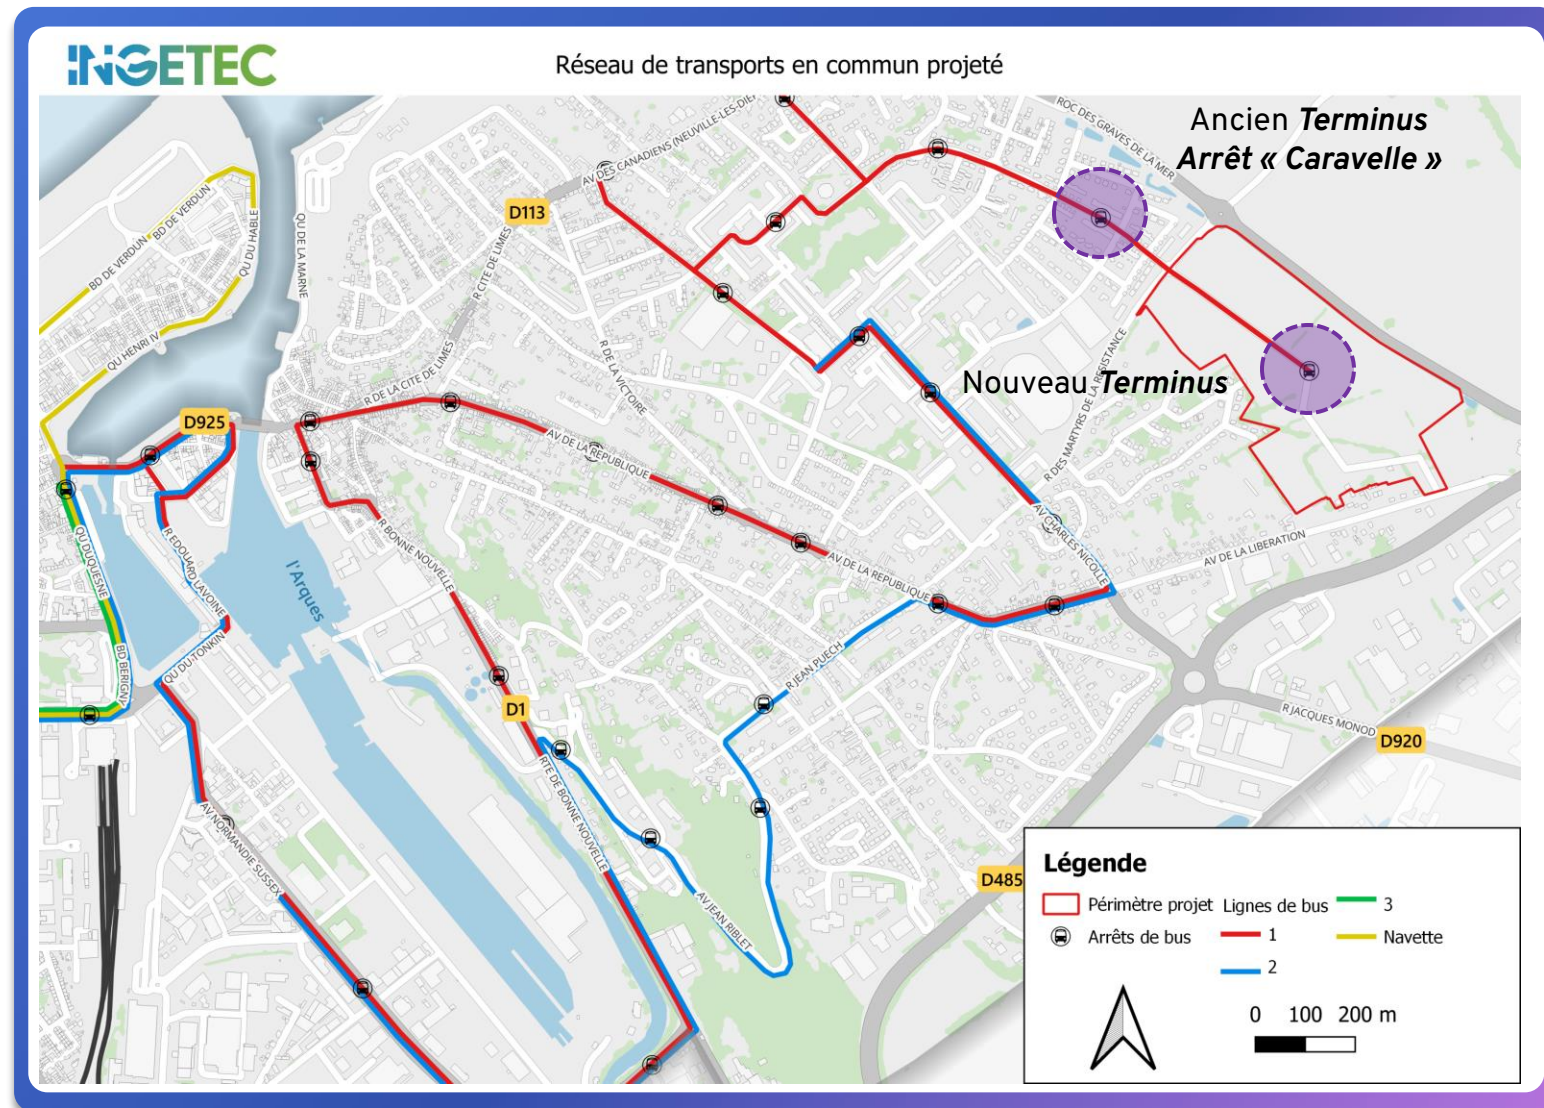 INGETEC
Réseau de transports en commun projeté
Ancien Terminus
Arrêt « Caravelle »
Nouveau Terminus
ROC DES GRAVES DE LA MER
AV DES CANADIENS (NEUVILLE-LES-DIEP
D113
BD DE VERDUN
BD DE VERDUN
QU DU HABLE
QU DE LA MARNE
R CITE DE LIMES
QU HENRI IV
R DE LA CITE DE LIMES
R DE LA VICTOIRE
R DES MARTYRS DE LA RESISTANCE
D925
AV DE LA REPUBLIQUE
R BONNE NOUVELLE
QU DUQUESNE
R EDOUARD LAVOINE
l'Arques
AV CHARLES NICOLLE
AV DE LA LIBERATION
AV DE LA REPUBLIQUE
QU DU TONKIN
BD BERIGNY
R JEAN PUECH
D1
R JACQUES MONOD
D920
RTE DE BONNE NOUVELLE
AV NORMANDIE SUSSEX
AV JEAN RIBLET
D485
Légende
Périmètre projet
Arrêts de bus
Lignes de bus
1
2
3
Navette
0 100 200 m